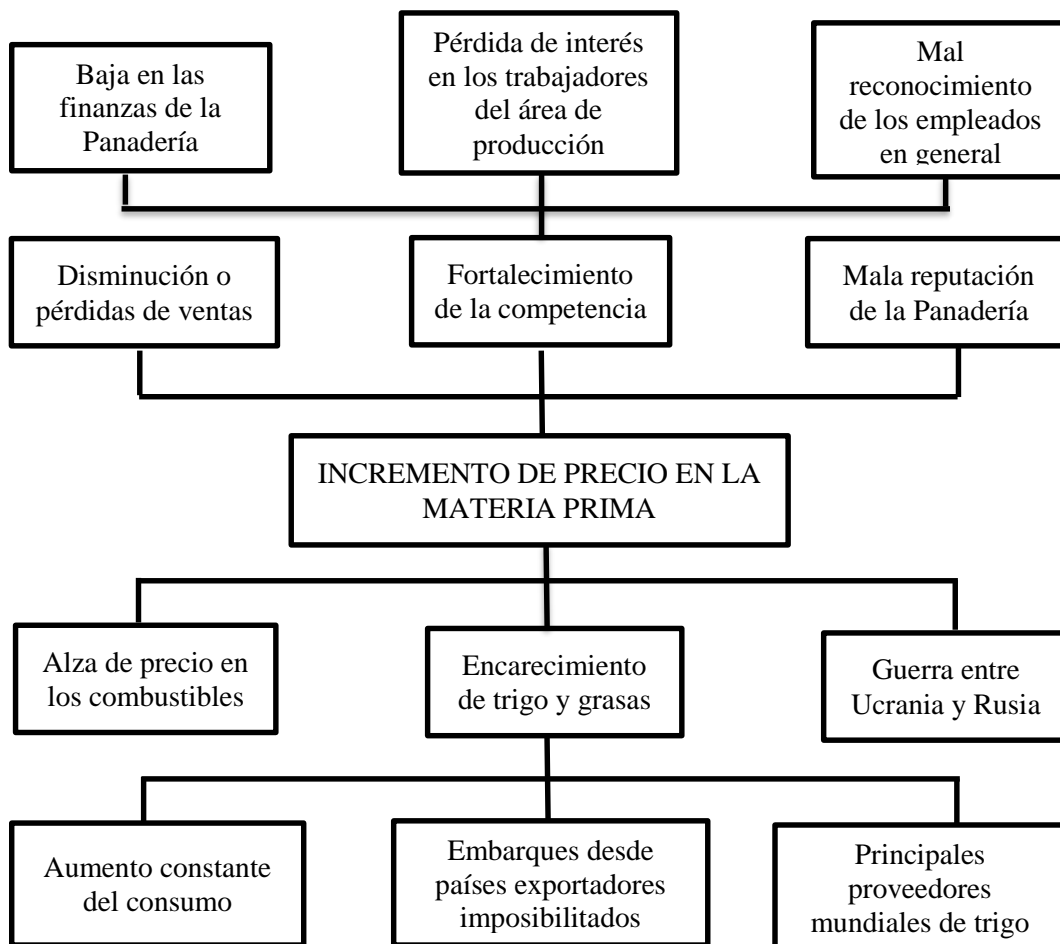 Baja en las
finanzas de la
Panadería
Pérdida de interés
en los trabajadores
del área de
producción
Mal
reconocimiento
de los empleados
en general
Disminución o
pérdidas de ventas
Fortalecimiento
de la competencia
Mala reputación
de la Panadería
INCREMENTO DE PRECIO EN LA
MATERIA PRIMA
Alza de precio en
los combustibles
Encarecimiento
de trigo y grasas
Guerra entre
Ucrania y Rusia
Aumento constante
del consumo
Embarques desde
países exportadores
imposibilitados
Principales
proveedores
mundiales de trigo